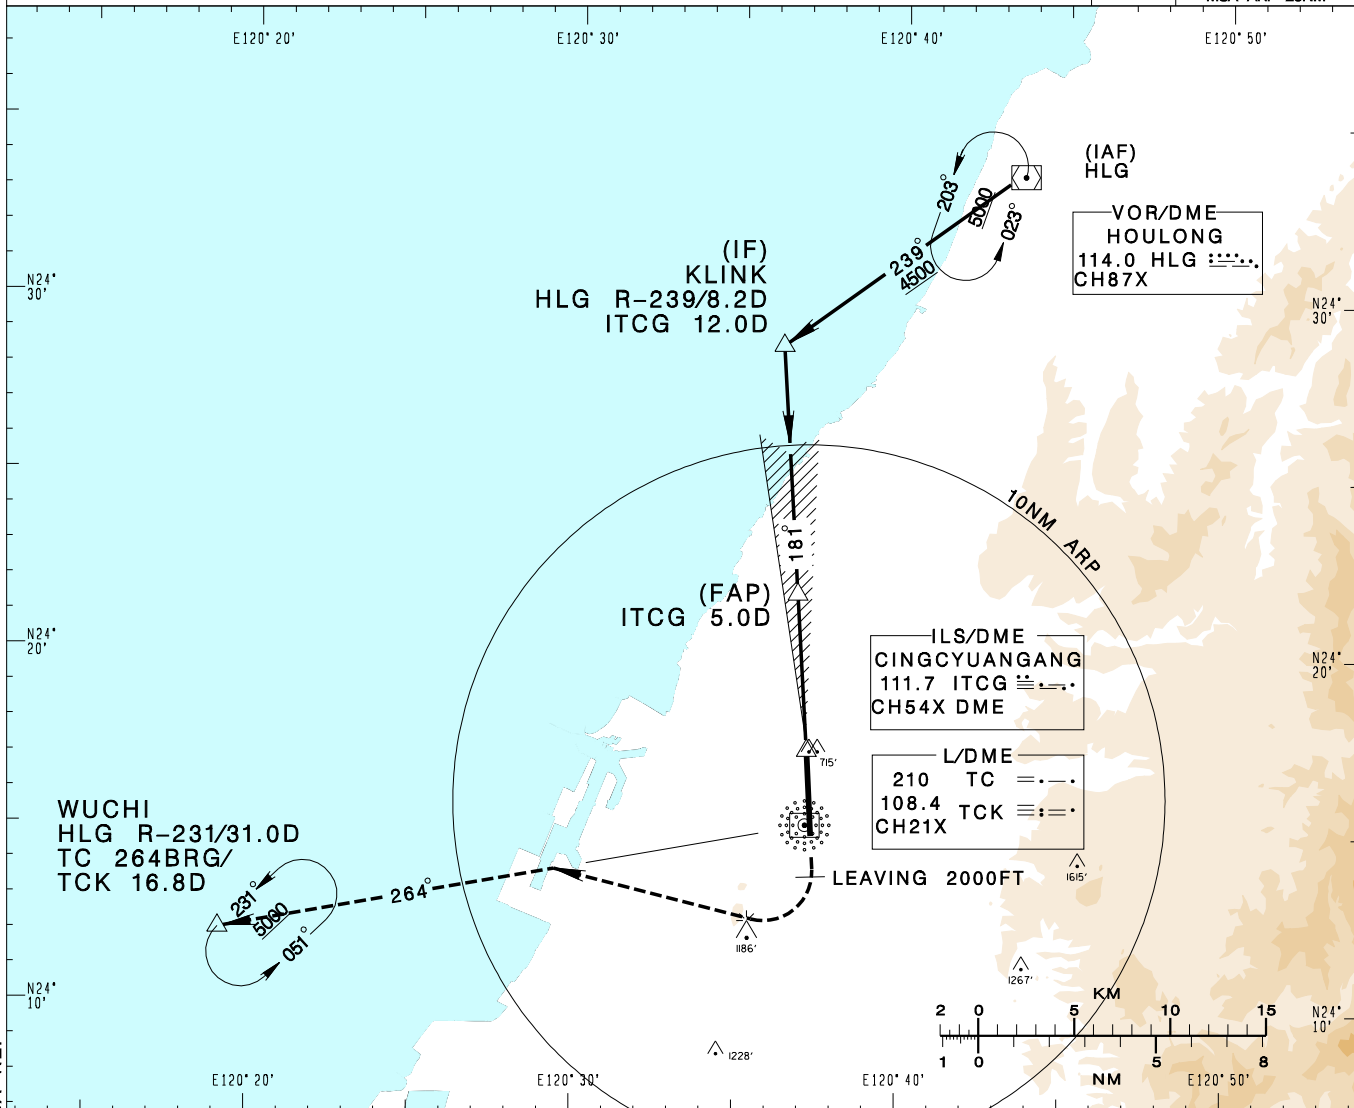 E120° 20'
E120° 30'
E120° 40'
E120° 50'
(IAF)
HLG
VOR/DME
HOULONG
114.0 HLG
CH87X
203°
5000
023°
239°
4500
(IF)
KLINK
HLG R-239/8.2D
ITCG 12.0D
N24°
30'
N24°
30'
10NM ARP
181°
(FAP)
ITCG 5.0D
ILS/DME
CINGCYUANGANG
111.7 ITCG
CH54X DME
N24°
20'
N24°
20'
715'
L/DME
210 TC
108.4 TCK
CH21X
WUCHI
HLG R-231/31.0D
TC 264BRG/
TCK 16.8D
231°
5000
051°
264°
LEAVING 2000FT
1615'
1186'
1267'
1228'
N24°
10'
N24°
10'
KM
2 0 5 10 15
1 0 5 8
NM
E120° 20'
E120° 30'
E120° 40'
E120° 50'